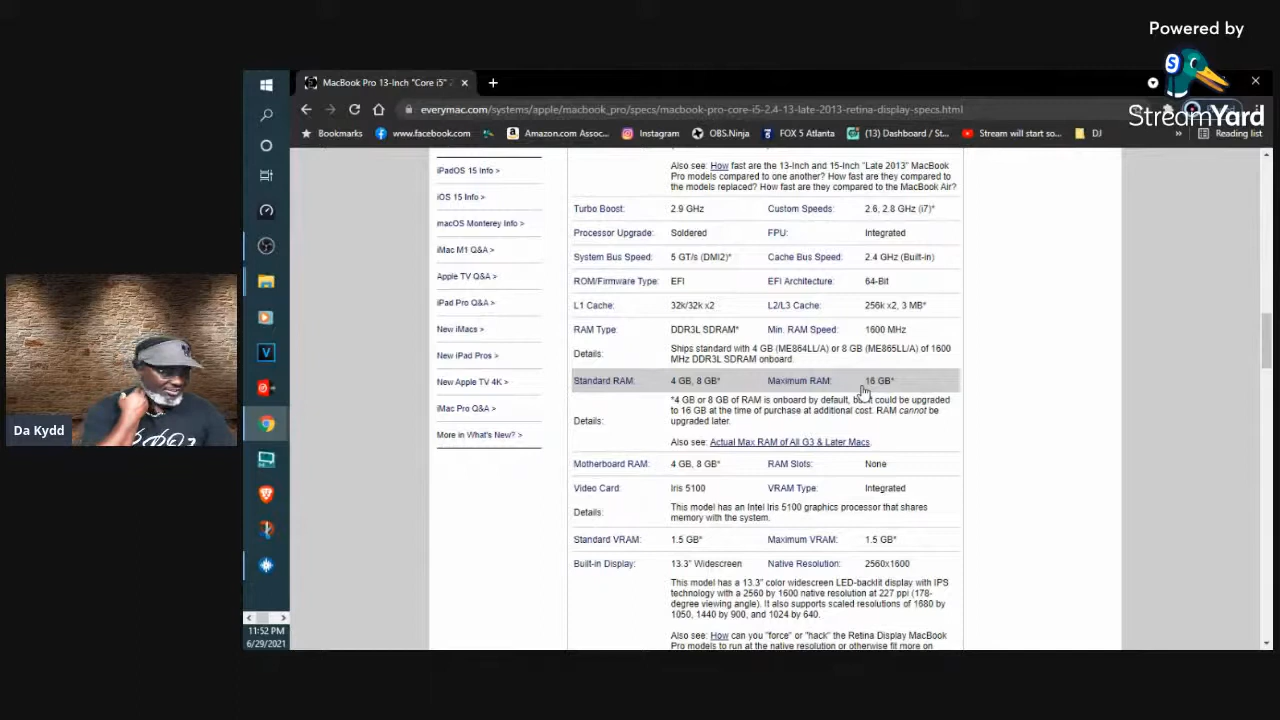 Powered by
StreamYard
MacBook Pro 13-Inch "Core i5"
everymac.com/systems/apple/macbook_pro/specs/macbook-pro-core-i5-2.4-13-late-2013-retina-display-specs.html
Bookmarks www.facebook.com Amazon.com Assoc... Instagram OBS.Ninja FOX 5 Atlanta (13) Dashboard / St... Stream will start so... DJ » Reading list
iPadOS 15 Info >
iOS 15 Info >
macOS Monterey Info >
iMac M1 Q&A >
Apple TV Q&A >
iPad Pro Q&A >
New iMacs >
New iPad Pros >
New Apple TV 4K >
iMac Pro Q&A >
More in What's New? >
Also see: How fast are the 13-Inch and 15-Inch "Late 2013" MacBook
Pro models compared to one another? How fast are they compared to
the models replaced? How fast are they compared to the MacBook Air?
Turbo Boost: 2.9 GHz Custom Speeds: 2.6, 2.8 GHz (i7)*
Processor Upgrade: Soldered FPU: Integrated
System Bus Speed: 5 GT/s (DMI2)* Cache Bus Speed: 2.4 GHz (Built-in)
ROM/Firmware Type: EFI EFI Architecture: 64-Bit
L1 Cache: 32k/32k x2 L2/L3 Cache: 256k x2, 3 MB*
RAM Type: DDR3L SDRAM* Min. RAM Speed: 1600 MHz
Details: Ships standard with 4 GB (ME864LL/A) or 8 GB (ME865LL/A) of 1600
MHz DDR3L SDRAM onboard.
Standard RAM: 4 GB, 8 GB* Maximum RAM: 16 GB*
*4 GB or 8 GB of RAM is onboard by default, could be upgraded
to 16 GB at the time of purchase at additional cost. RAM cannot be
Details: upgraded later.
Also see: Actual Max RAM of All G3 & Later Macs.
Motherboard RAM: 4 GB, 8 GB* RAM Slots: None
Video Card: Iris 5100 VRAM Type: Integrated
Details: This model has an Intel Iris 5100 graphics processor that shares
memory with the system.
Standard VRAM: 1.5 GB* Maximum VRAM: 1.5 GB*
Built-in Display: 13.3" Widescreen Native Resolution: 2560x1600
This model has a 13.3" color widescreen LED-backlit display with IPS
technology with a 2560 by 1600 native resolution at 227 ppi (178-
degree viewing angle). It also supports scaled resolutions of 1680 by
1050, 1440 by 900, and 1024 by 640.
Also see: How can you "force" or "hack" the Retina Display MacBook
Pro models to run at the native resolution or otherwise fit more on
Da Kydd
11:52 PM
6/29/2021